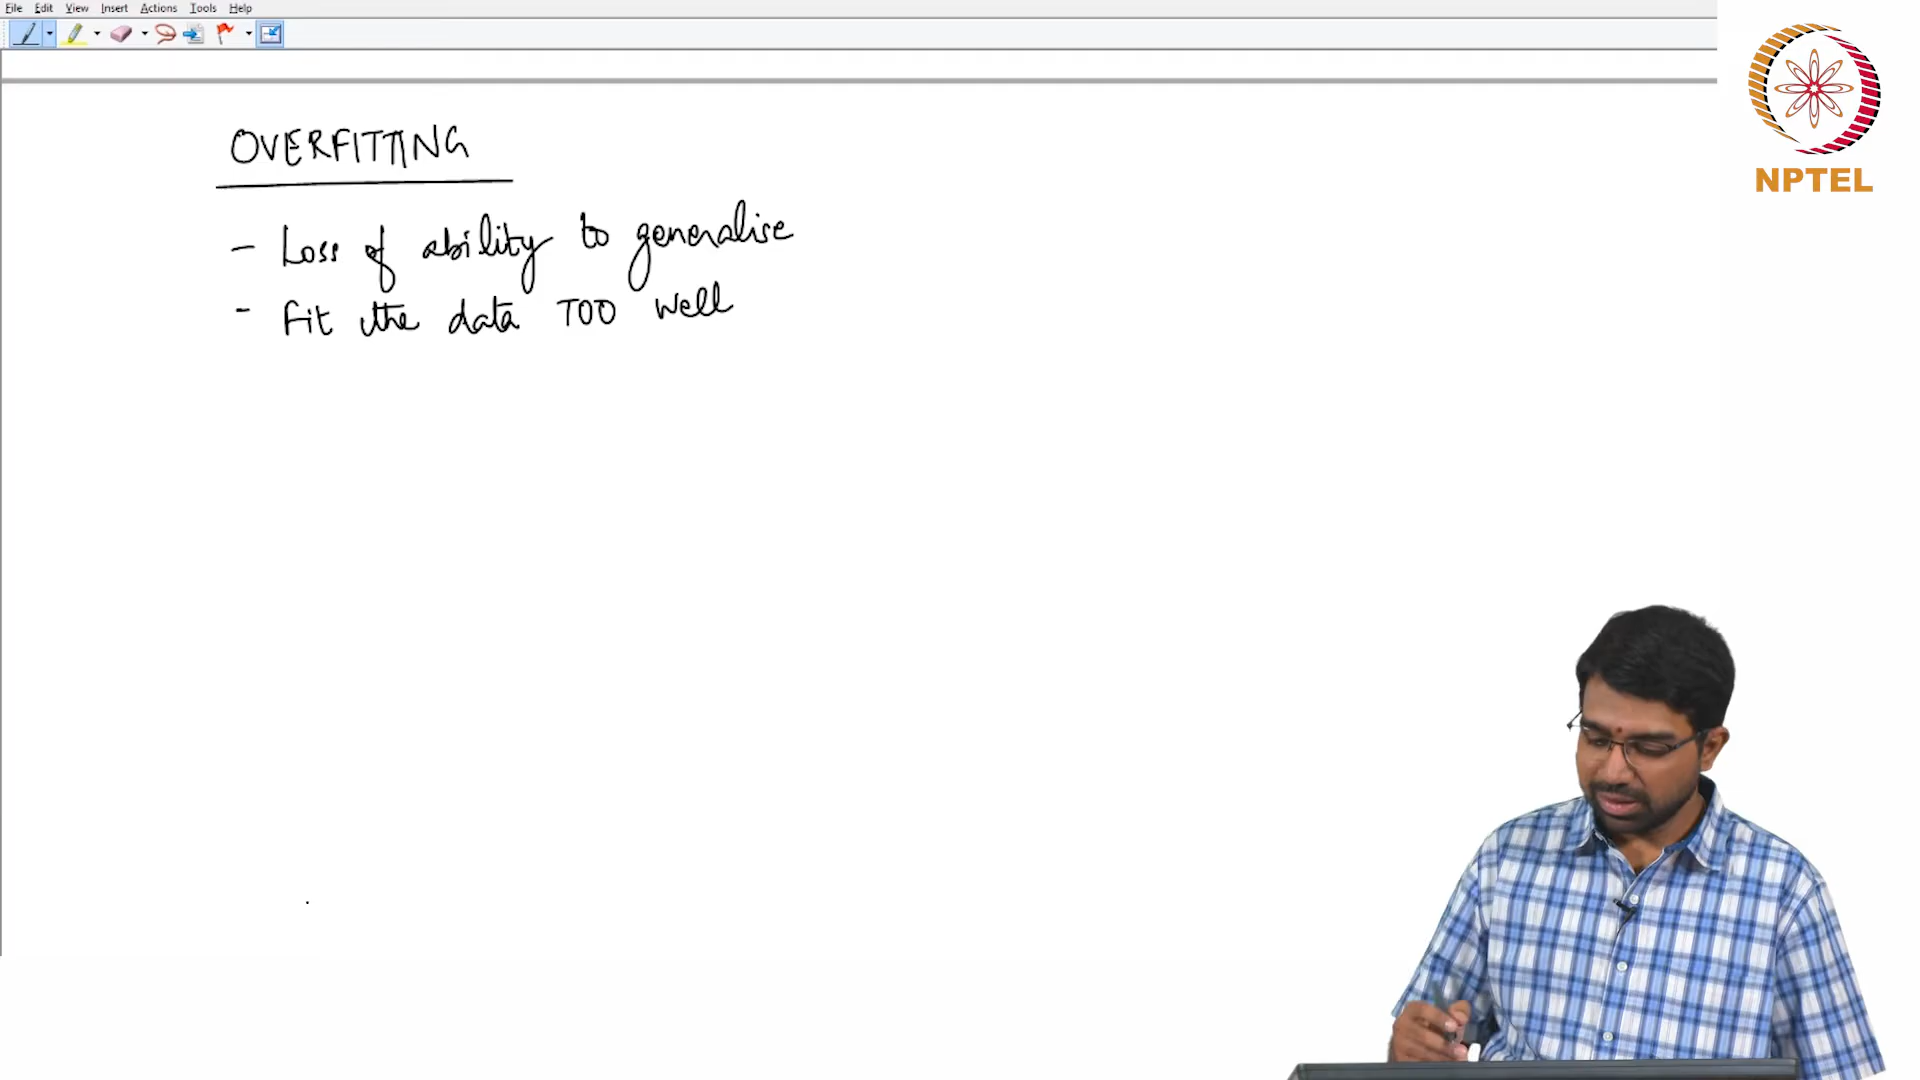 File Edit View Insert Actions Tools Help
NPTEL
OVERFITTING
- Loss of ability to generalise
- Fit the data TOO well